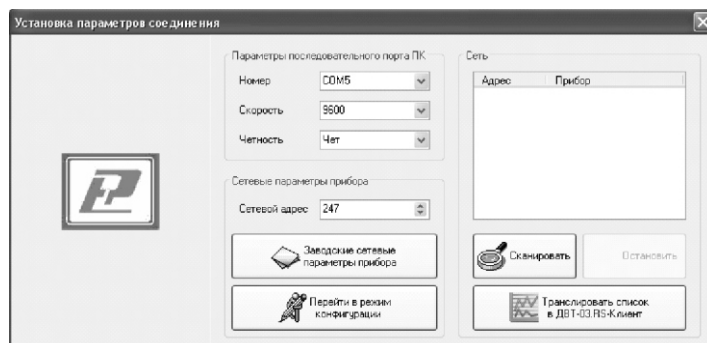 Установка параметров соединения
Параметры последовательного порта ПК
Номер COM5
Скорость 9600
Четность Чет
Сетевые параметры прибора
Сетевой адрес 247
Заводские сетевые
параметры прибора
Перейти в режим
конфигурации
Сеть
Адрес Прибор
Сканировать Остановить
Транслировать список
в ДВТ-03.RS-Клиент